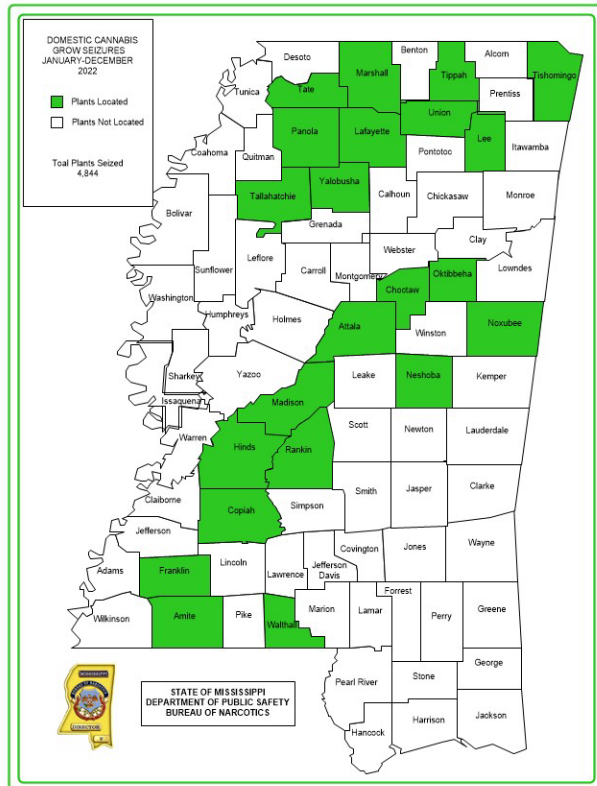 DOMESTIC CANNABIS
GROW SEIZURES
JANUARY-DECEMBER
2022
Plants Located
Plants Not Located
Toal Plants Seized
4,844
Desoto
Benton
Alcorn
Marshall
Tippah
Tishomingo
Tunica
Tate
Prentiss
Union
Panola
Lafayette
Lee
Itawamba
Coahoma
Quitman
Pontotoc
Yalobusha
Tallahatchie
Calhoun
Chickasaw
Monroe
Bolivar
Grenada
Clay
Webster
Leflore
Carroll
Sunflower
Montgomery
Oktibbeha
Lowndes
Choctaw
Washington
Humphreys
Holmes
Attala
Winston
Noxubee
Sharkey
Yazoo
Leake
Neshoba
Kemper
Issaquena
Madison
Scott
Newton
Lauderdale
Warren
Hinds
Rankin
Smith
Jasper
Clarke
Claiborne
Copiah
Simpson
Jefferson
Covington
Jones
Wayne
Adams
Franklin
Lincoln
Lawrence
Jefferson
Davis
Forrest
Wilkinson
Amite
Pike
Walthall
Marion
Lamar
Perry
Greene
George
Pearl River
Stone
Hancock
Harrison
Jackson
MISSISSIPPI
BUREAU OF NARCOTICS
DIRECTOR
STATE OF MISSISSIPPI
DEPARTMENT OF PUBLIC SAFETY
BUREAU OF NARCOTICS